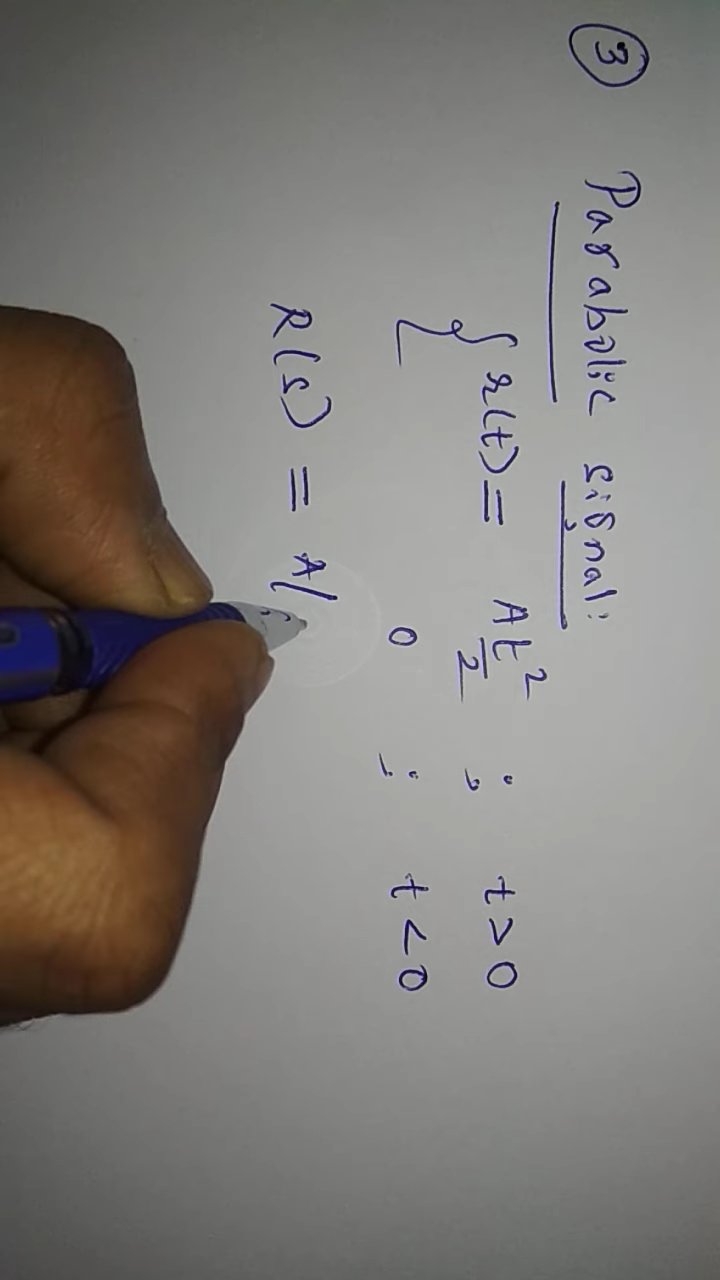 ③ Parabolic signal:
{ r(t) = At²/2 ; t>0
0 ; t<0
R(s) = A/